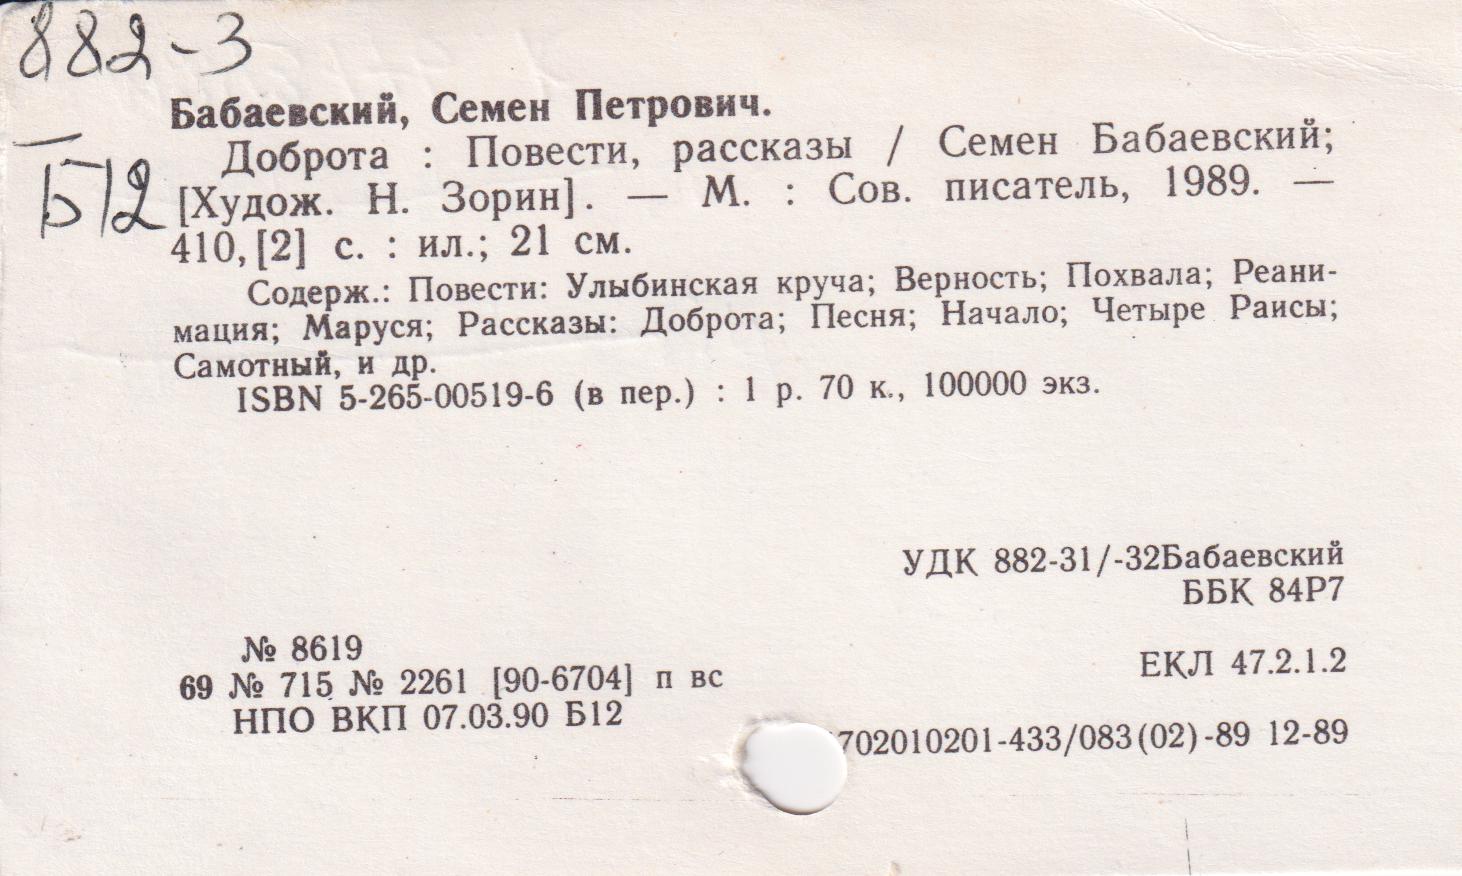 882-3
Б12
Бабаевский, Семен Петрович.
Доброта : Повести, рассказы / Семен Бабаевский;
[Худож. Н. Зорин]. — М. : Сов. писатель, 1989. —
410, [2] с. : ил.; 21 см.
Содерж.: Повести: Улыбинская круча; Верность; Похвала; Реани-
мация; Маруся; Рассказы: Доброта; Песня; Начало; Четыре Раисы;
Самотный, и др.
ISBN 5-265-00519-6 (в пер.) : 1 р. 70 к., 100000 экз.
УДК 882-31/-32Бабаевский
ББК 84Р7
№ 8619
69 № 715 № 2261 [90-6704] п вс
НПО ВКП 07.03.90 Б12
ЕКЛ 47.2.1.2
702010201-433/083(02)-89 12-89